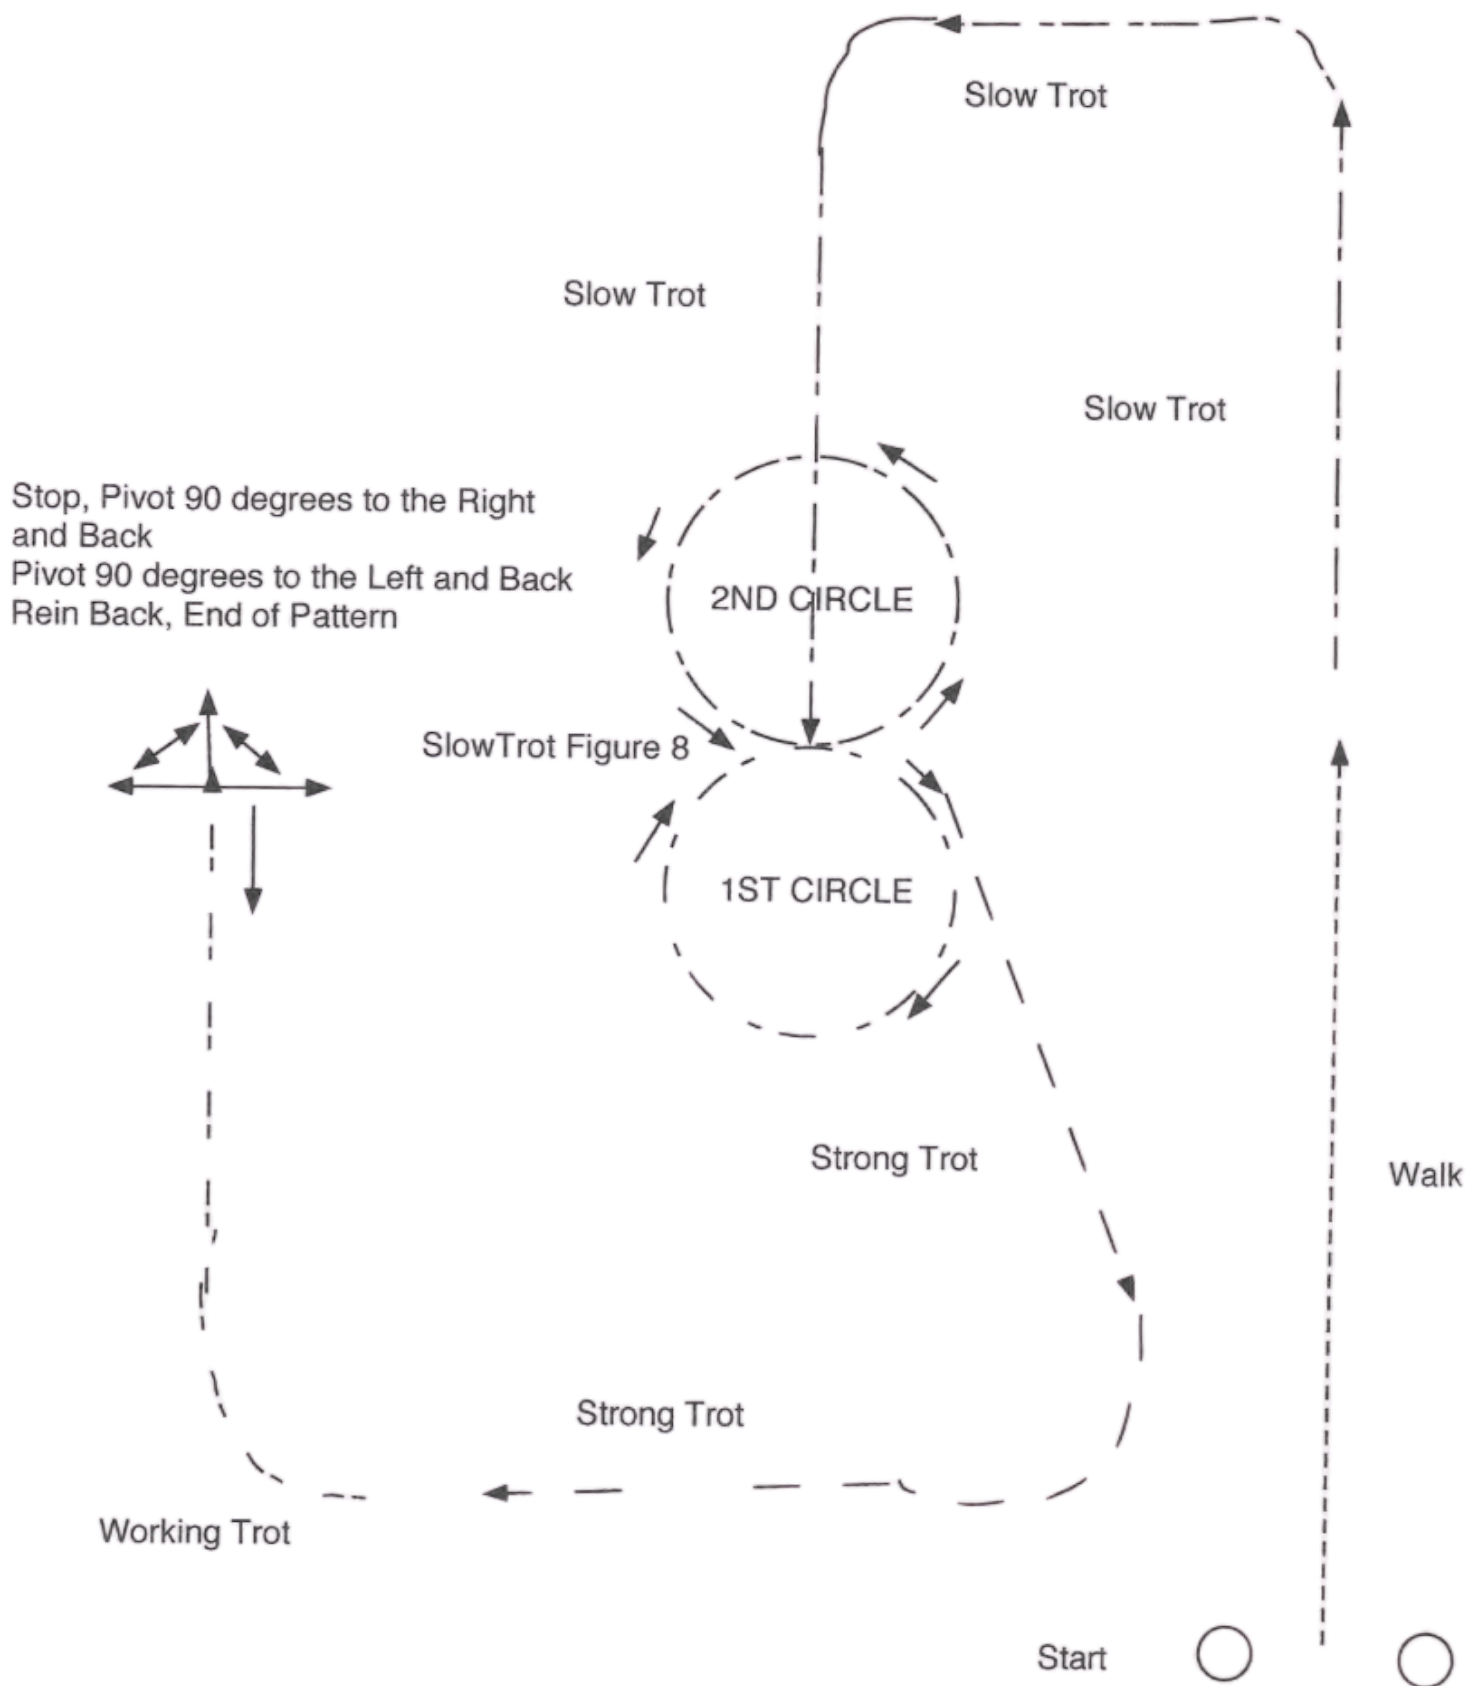 Slow Trot
Slow Trot
Slow Trot
Stop, Pivot 90 degrees to the Right
and Back
Pivot 90 degrees to the Left and Back
Rein Back, End of Pattern
2ND CIRCLE
SlowTrot Figure 8
1ST CIRCLE
Strong Trot
Walk
Strong Trot
Working Trot
Start